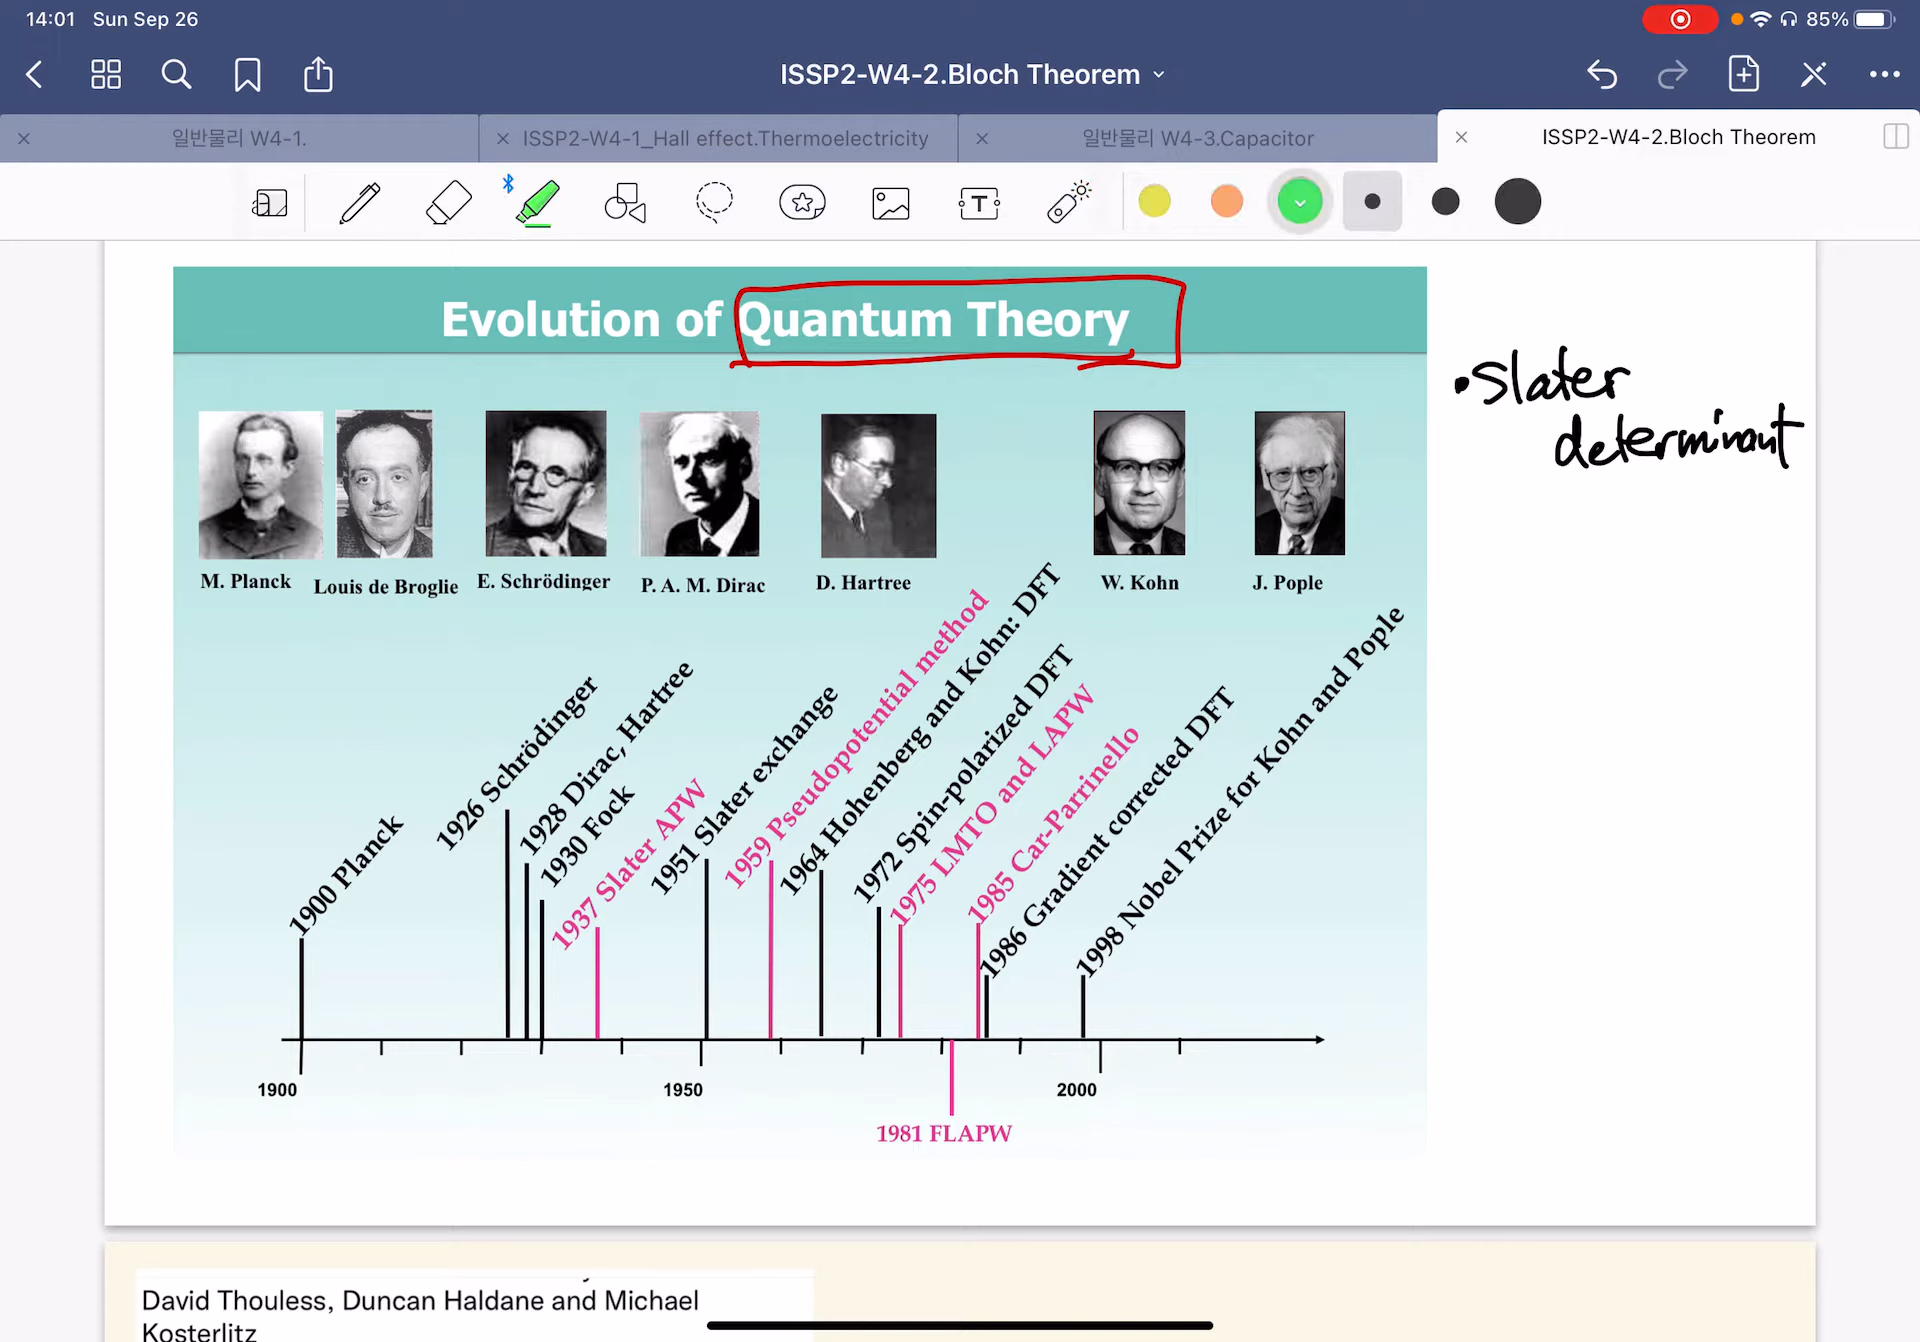 14:01 Sun Sep 26
85%
ISSP2-W4-2.Bloch Theorem
일반물리 W4-1.
ISSP2-W4-1_Hall effect.Thermoelectricity
일반물리 W4-3.Capacitor
ISSP2-W4-2.Bloch Theorem
Evolution of Quantum Theory
• Slater
determinant
M. Planck
Louis de Broglie
E. Schrödinger
P. A. M. Dirac
D. Hartree
W. Kohn
J. Pople
1900 Planck
1926 Schrödinger
1928 Dirac, Hartree
1930 Fock
1937 Slater APW
1951 Slater exchange
1959 Pseudopotential method
1964 Hohenberg and Kohn: DFT
1972 Spin-polarized DFT
1975 LMTO and LAPW
1985 Car-Parrinello
1986 Gradient corrected DFT
1998 Nobel Prize for Kohn and Pople
1900
1950
2000
1981 FLAPW
David Thouless, Duncan Haldane and Michael
Kosterlitz